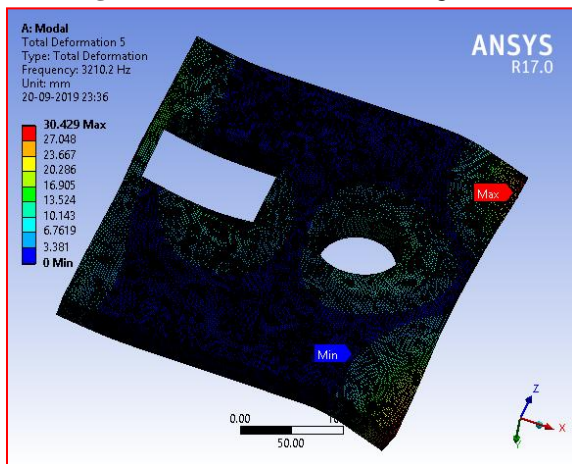 A: Modal
Total Deformation 5
Type: Total Deformation
Frequency: 3210.2 Hz
Unit: mm
20-09-2019 23:36
ANSYS
R17.0
30.429 Max
27.048
23.667
20.286
16.905
13.524
10.143
6.7619
3.381
0 Min
Max
Min
0.00
50.00
Z
X
Y